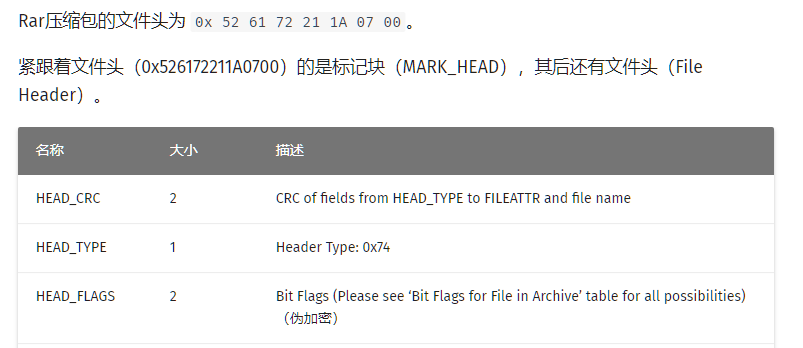 Rar压缩包的文件头为 0x 52 61 72 21 1A 07 00 。
紧跟着文件头（0x526172211A0700）的是标记块（MARK_HEAD），其后还有文件头（File
Header）。
名称 大小 描述
HEAD_CRC 2 CRC of fields from HEAD_TYPE to FILEATTR and file name
HEAD_TYPE 1 Header Type: 0x74
HEAD_FLAGS 2 Bit Flags (Please see ‘Bit Flags for File in Archive’ table for all possibilities)
（伪加密）